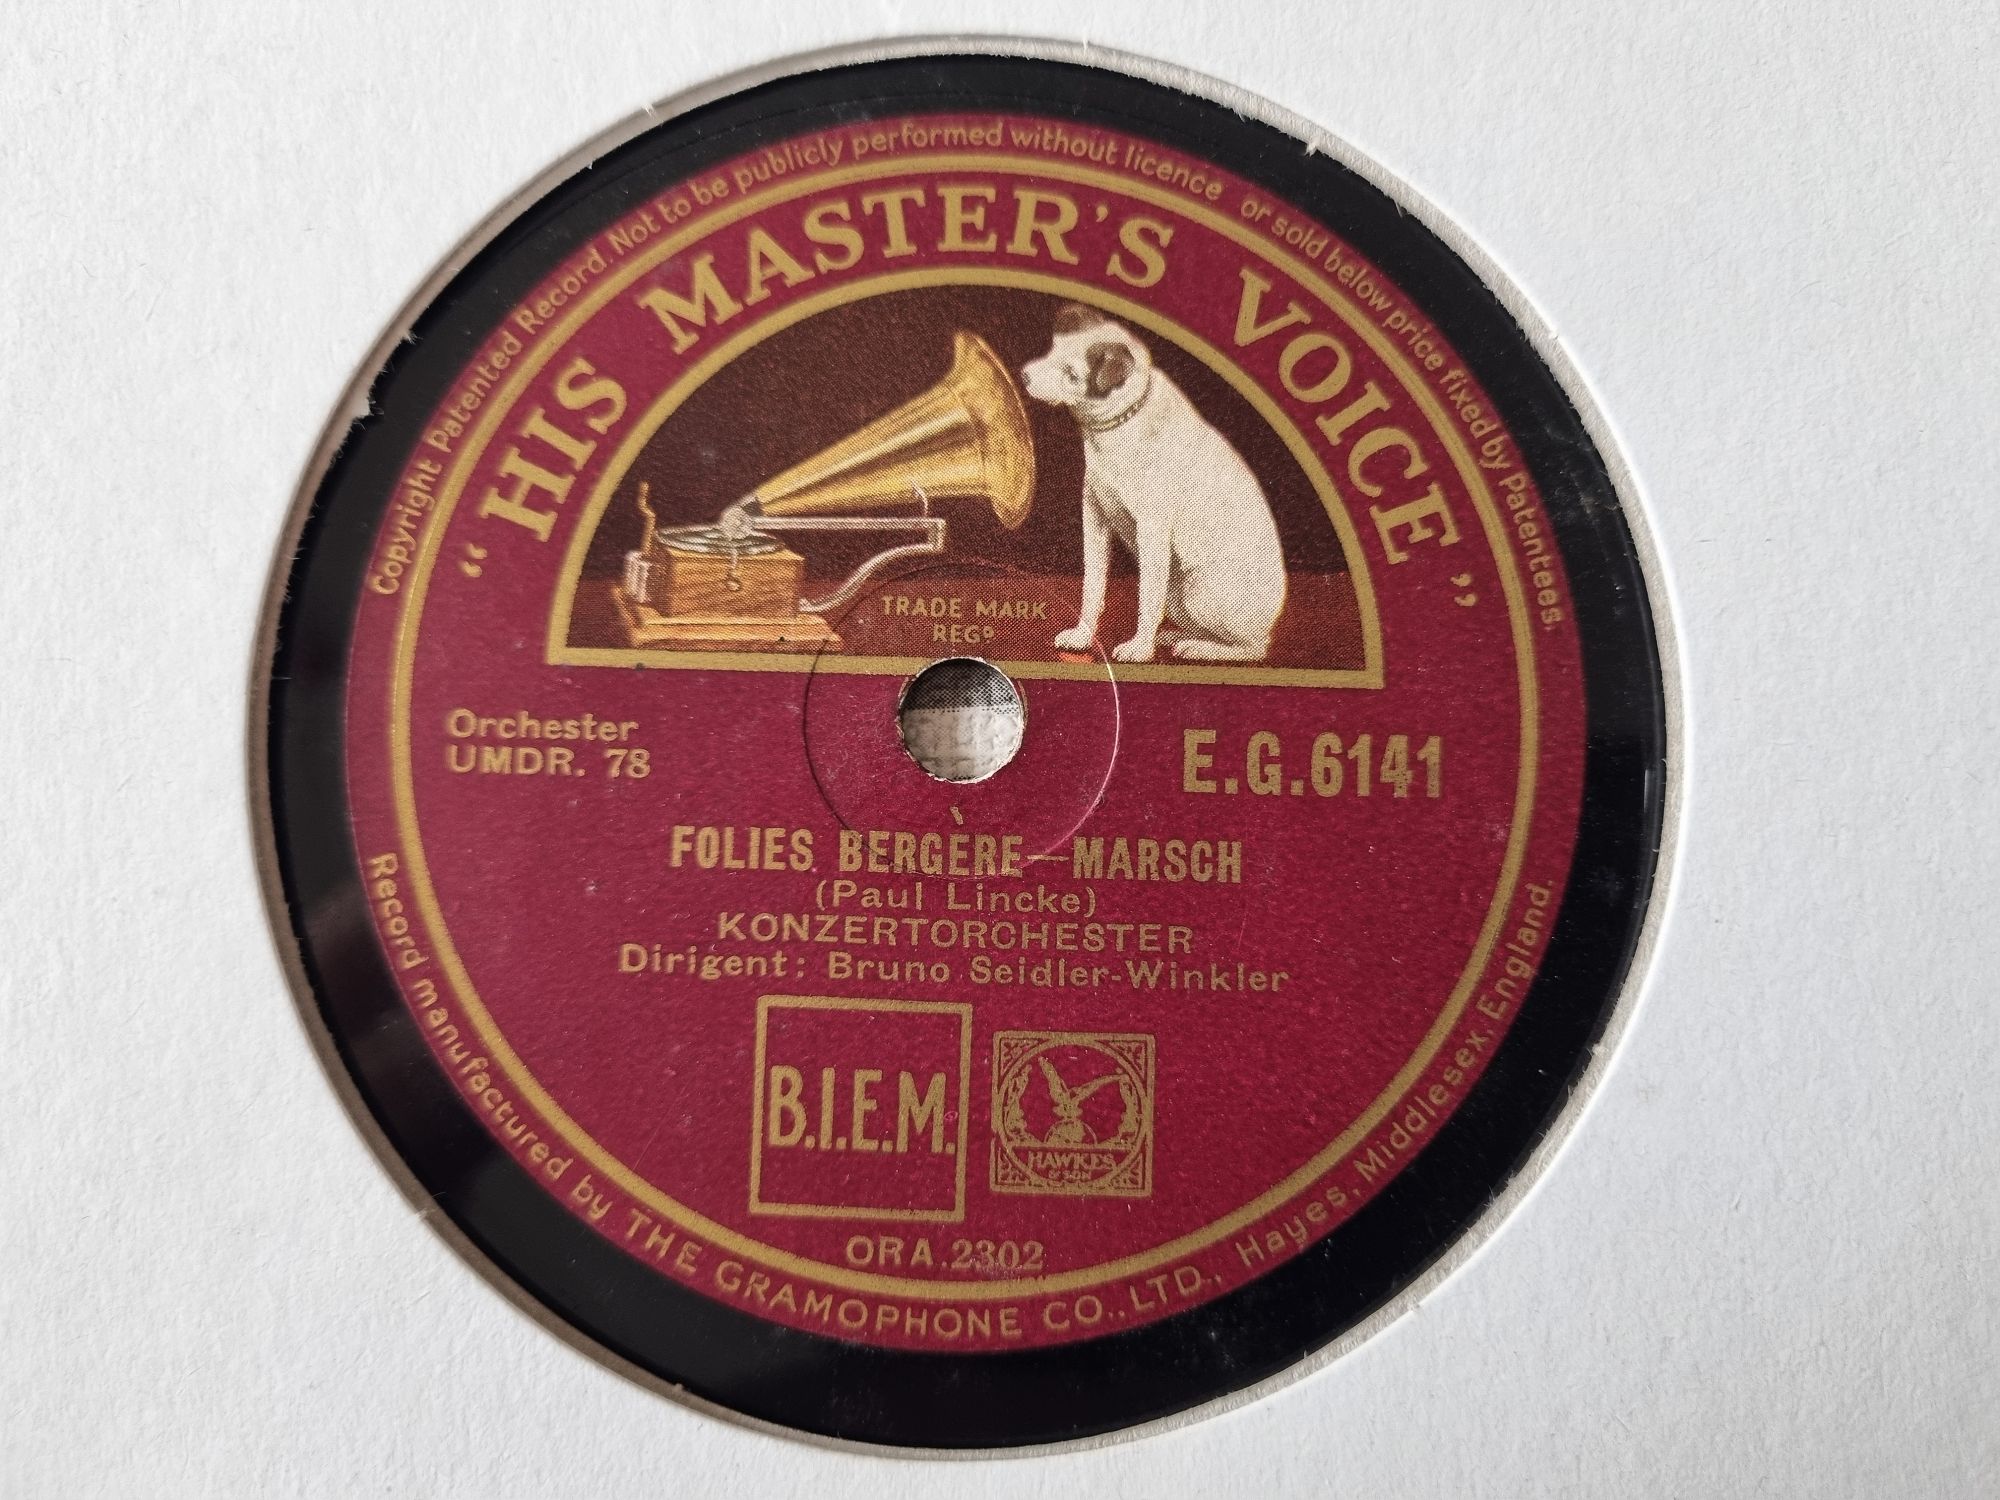 Copyright Patented Record. Not to be publicly performed without licence or sold below price fixed by Patentees.
“HIS MASTER'S VOICE”
TRADE MARK
REGD
Orchester
UMDR. 78
E.G.6141
FOLIES BERGÈRE—MARSCH
(Paul Lincke)
KONZERTORCHESTER
Dirigent: Bruno Seidler-Winkler
B.I.E.M.
HAWKES
& SON
ORA.2302
Record manufactured by THE GRAMOPHONE CO., LTD., Hayes, Middlesex, England.